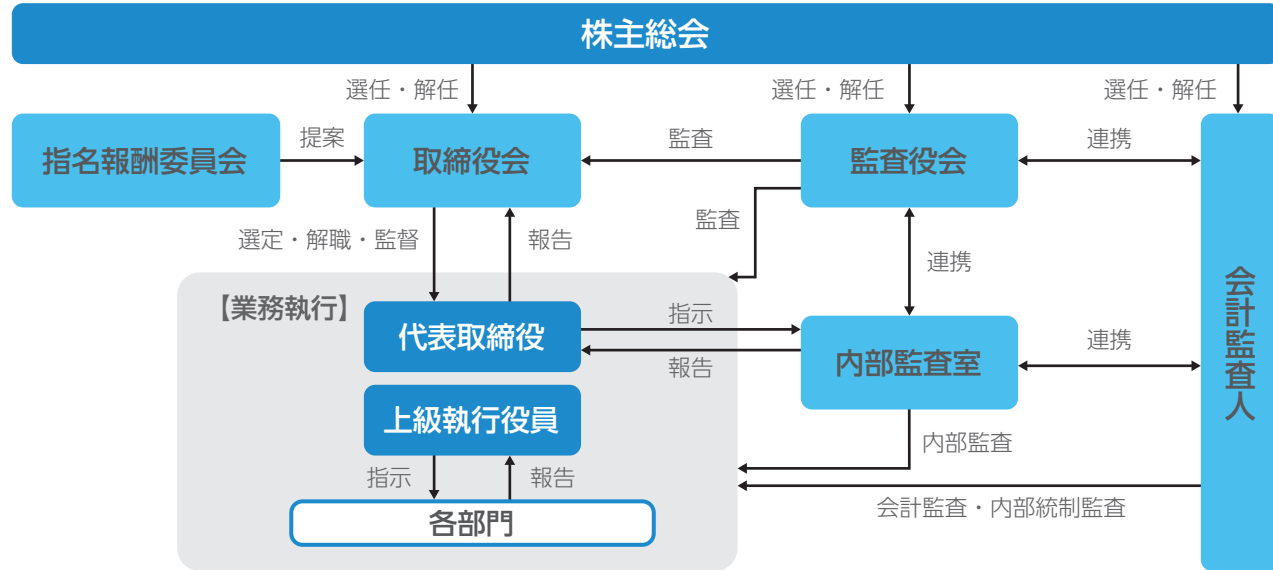 株主総会
選任・解任
選任・解任
選任・解任
指名報酬委員会
提案
取締役会
監査
監査役会
連携
会計監査人
選定・解職・監督
報告
監査
連携
【業務執行】
代表取締役
指示
報告
内部監査室
連携
上級執行役員
内部監査
指示
報告
会計監査・内部統制監査
各部門